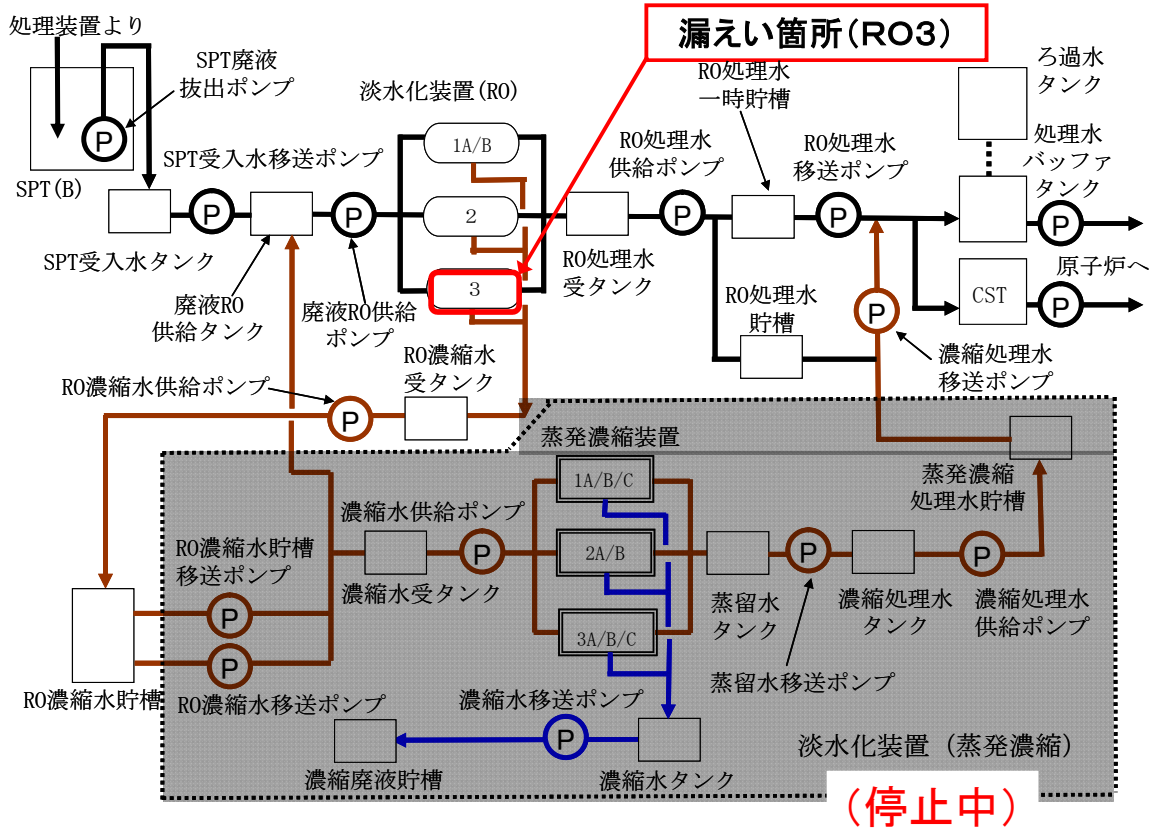 処理装置より
SPT廃液
抜出ポンプ
P
SPT(B)
漏えい箇所(RO3)
淡水化装置(RO)
1A/B
2
3
SPT受入水移送ポンプ
P
P
SPT受入水タンク
廃液RO
供給タンク
廃液RO供給
ポンプ
RO処理水
供給ポンプ
P
RO処理水
受タンク
RO処理水
一時貯槽
RO処理水
移送ポンプ
P
RO処理水
貯槽
ろ過水
タンク
処理水
バッファ
タンク
P
原子炉へ
CST
P
P
濃縮処理水
移送ポンプ
RO濃縮水
受タンク
RO濃縮水供給ポンプ
P
蒸発濃縮装置
1A/B/C
2A/B
3A/B/C
濃縮水供給ポンプ
P
濃縮水受タンク
RO濃縮水貯槽
移送ポンプ
P
P
RO濃縮水貯槽
RO濃縮水移送ポンプ
蒸発濃縮
処理水貯槽
P
P
蒸留水
タンク
濃縮処理水
タンク
濃縮処理水
供給ポンプ
蒸留水移送ポンプ
濃縮水移送ポンプ
P
濃縮廃液貯槽
濃縮水タンク
淡水化装置(蒸発濃縮)
(停止中)